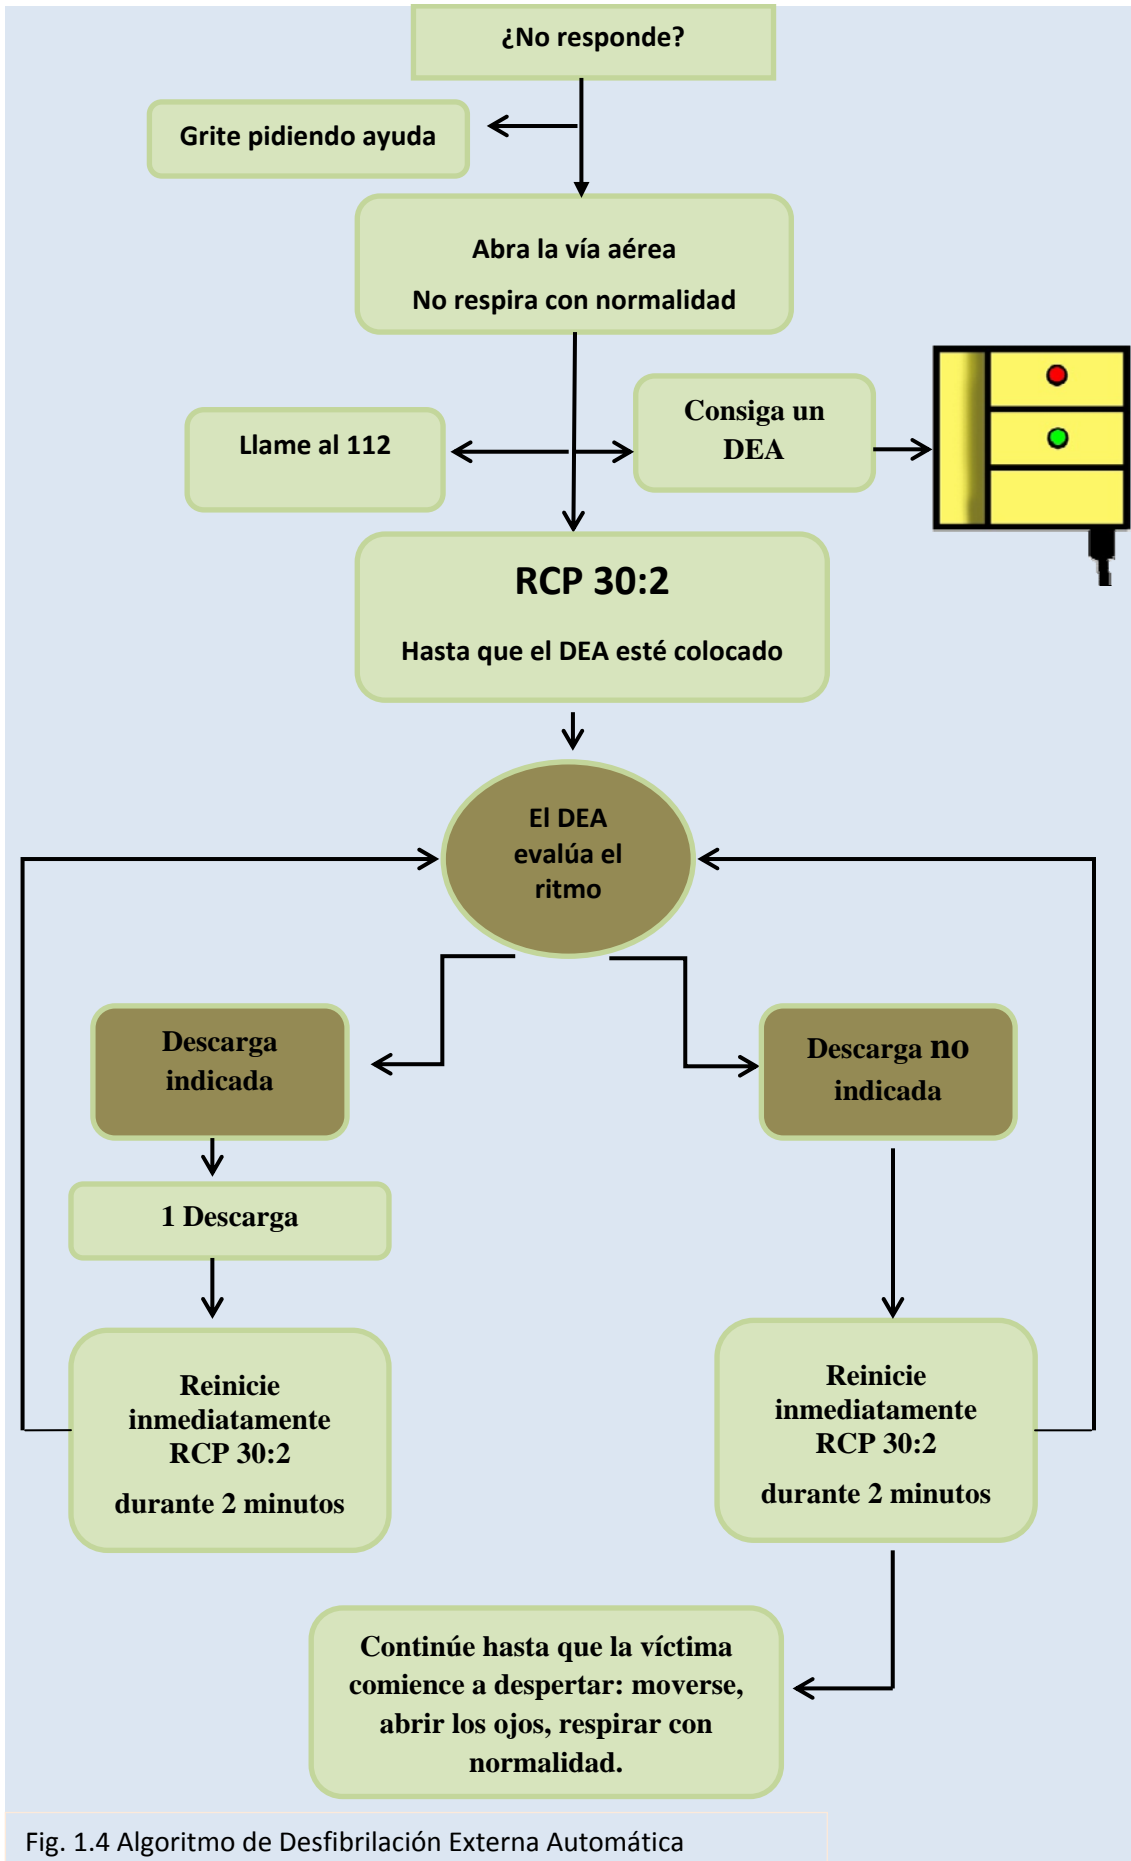 ¿No responde?
Grite pidiendo ayuda
Abra la vía aérea
No respira con normalidad
Llame al 112
Consiga un
DEA
RCP 30:2
Hasta que el DEA esté colocado
El DEA
evalúa el
ritmo
Descarga
indicada
Descarga no
indicada
1 Descarga
Reinicie
inmediatamente
RCP 30:2
durante 2 minutos
Reinicie
inmediatamente
RCP 30:2
durante 2 minutos
Continúe hasta que la víctima
comience a despertar: moverse,
abrir los ojos, respirar con
normalidad.
Fig. 1.4 Algoritmo de Desfibrilación Externa Automática